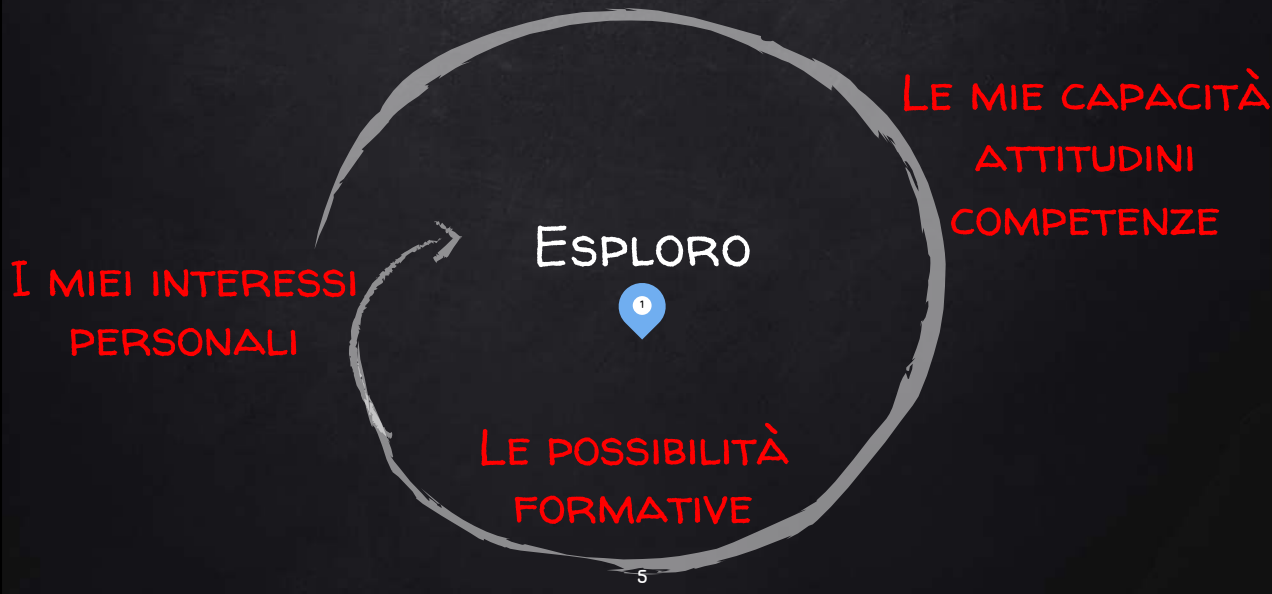 Le mie capacità
attitudini
competenze
Esploro
1
I miei interessi
personali
Le possibilità
formative
5